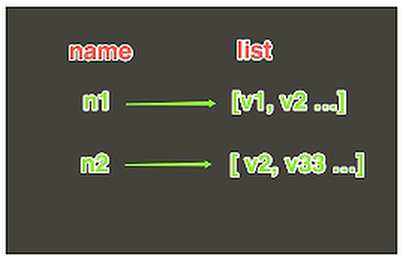 name list
n1 [v1, v2 ...]
n2 [ v2, v33 ...]